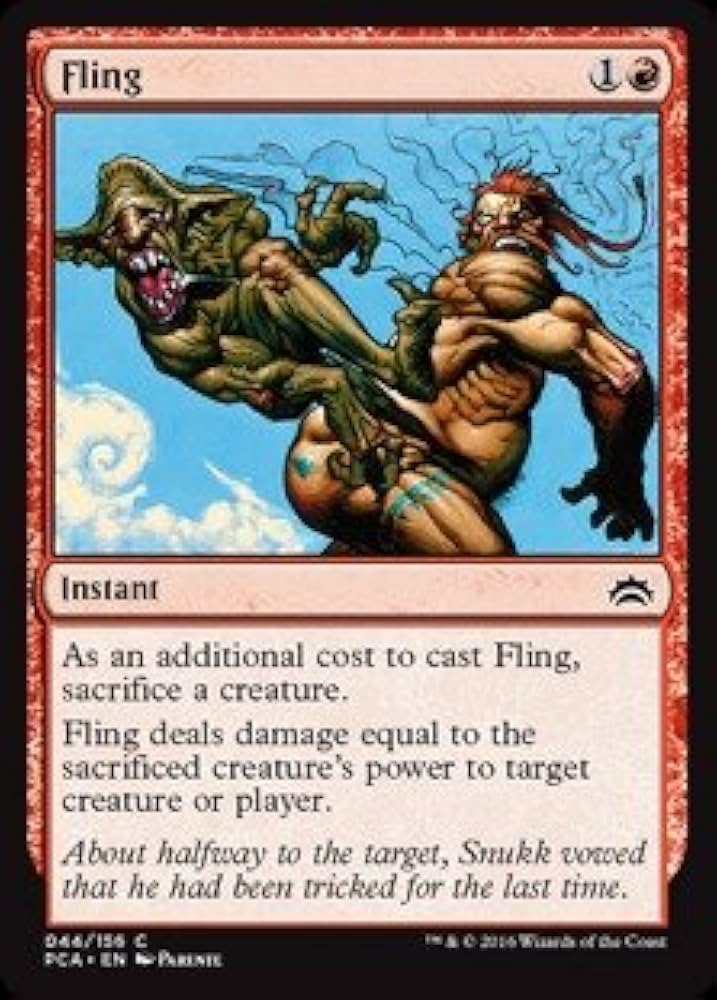 Fling 1
Instant
As an additional cost to cast Fling,
sacrifice a creature.
Fling deals damage equal to the
sacrificed creature's power to target
creature or player.
About halfway to the target, Snukk vowed
that he had been tricked for the last time.
044/156 C ™ & © 2016 Wizards of the Coast
PCA • EN Parente